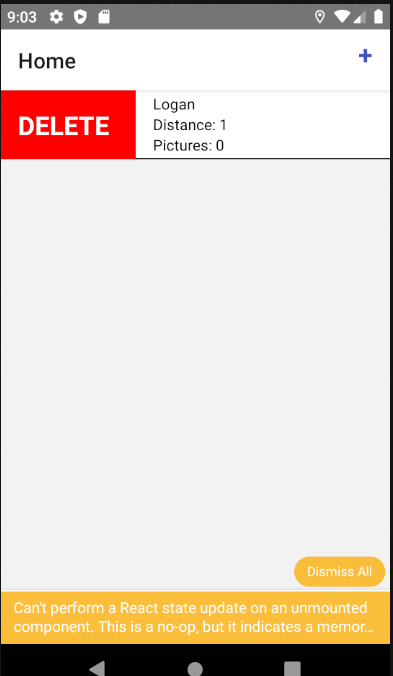 9:03
Home
+
DELETE
Logan
Distance: 1
Pictures: 0
Dismiss All
Can't perform a React state update on an unmounted
component. This is a no-op, but it indicates a memor...